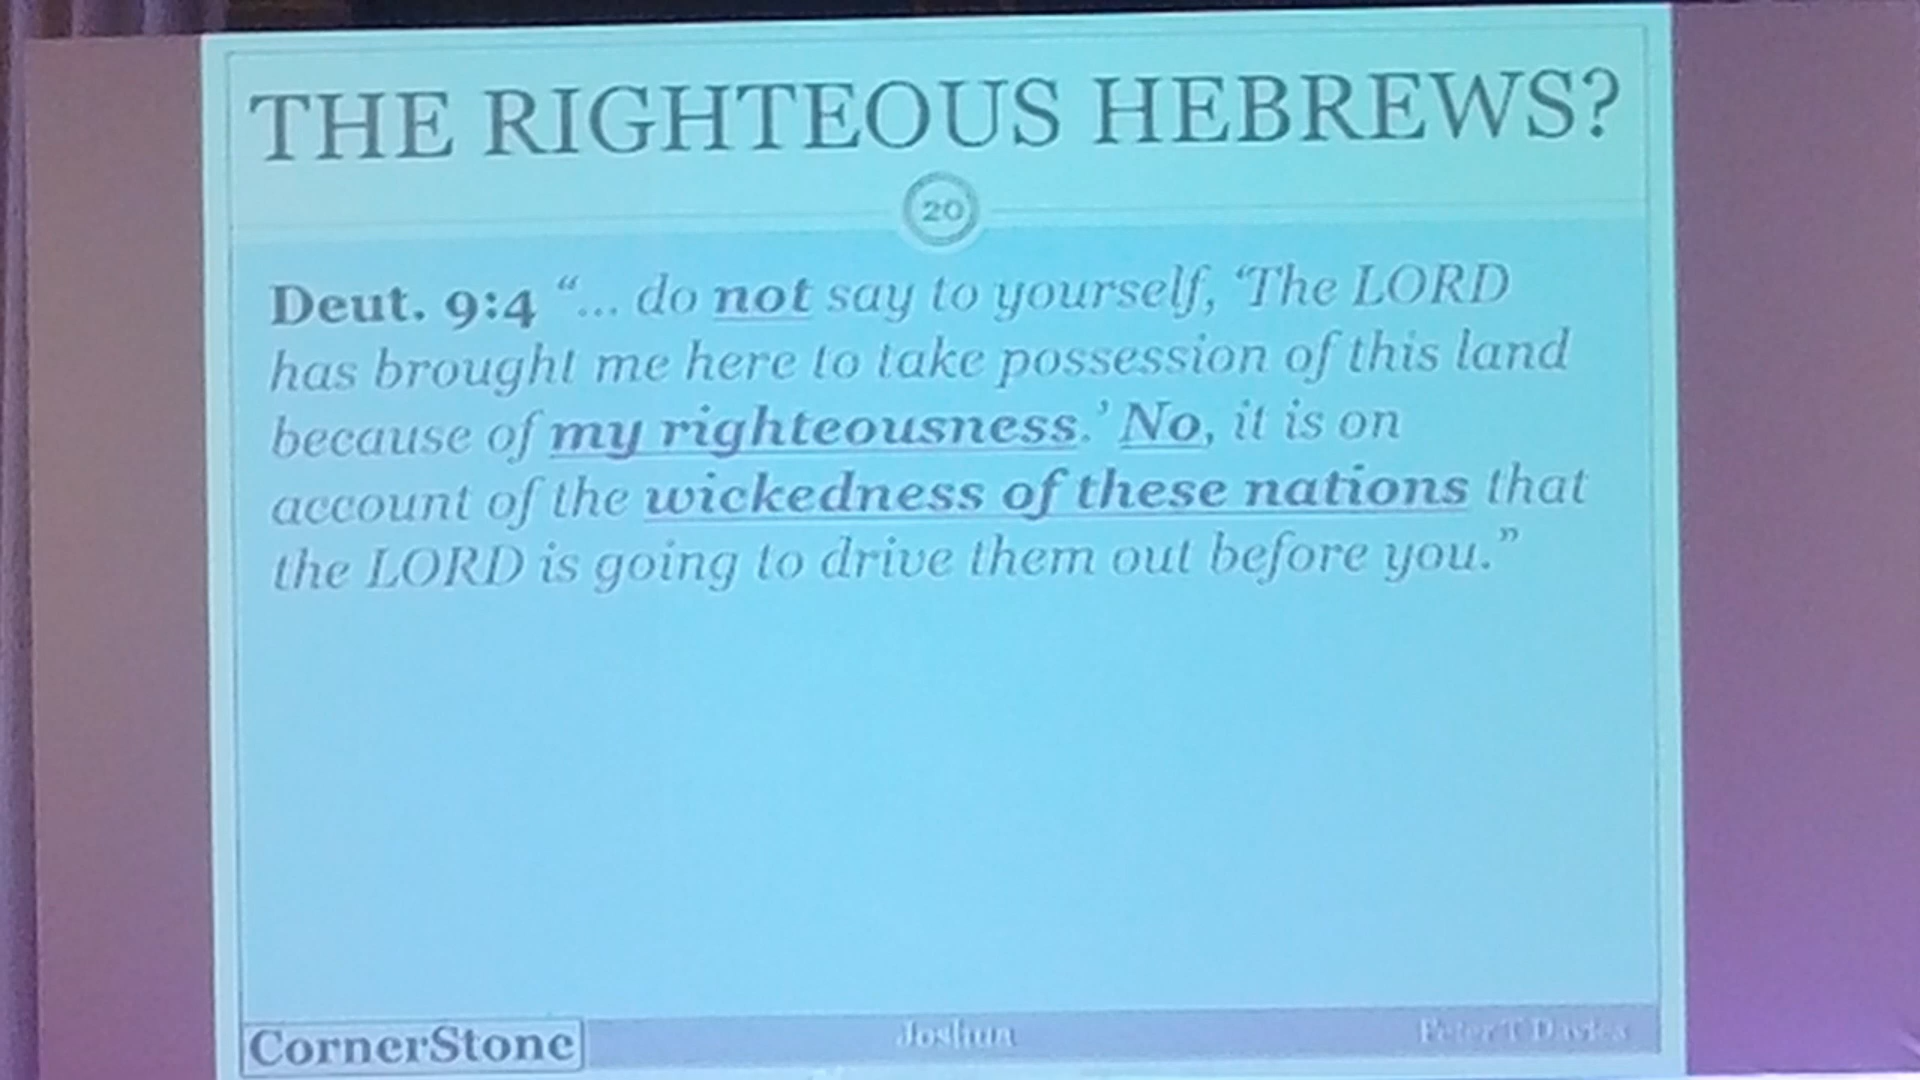 THE RIGHTEOUS HEBREWS?
20
Deut. 9:4 “... do not say to yourself, ‘The LORD
has brought me here to take possession of this land
because of my righteousness.’ No, it is on
account of the wickedness of these nations that
the LORD is going to drive them out before you.”
CornerStone
Joshua
Peter T Davies